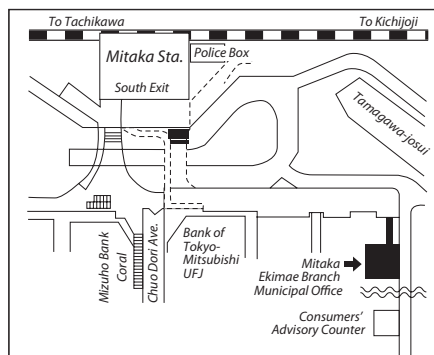 To Tachikawa
To Kichijoji
Mitaka Sta.
Police Box
South Exit
Tamagawa-josui
Mizuho Bank
Coral
Chuo Dori Ave.
Bank of
Tokyo-
Mitsubishi
UFJ
Mitaka
Ekimae Branch
Municipal Office
Consumers'
Advisory Counter